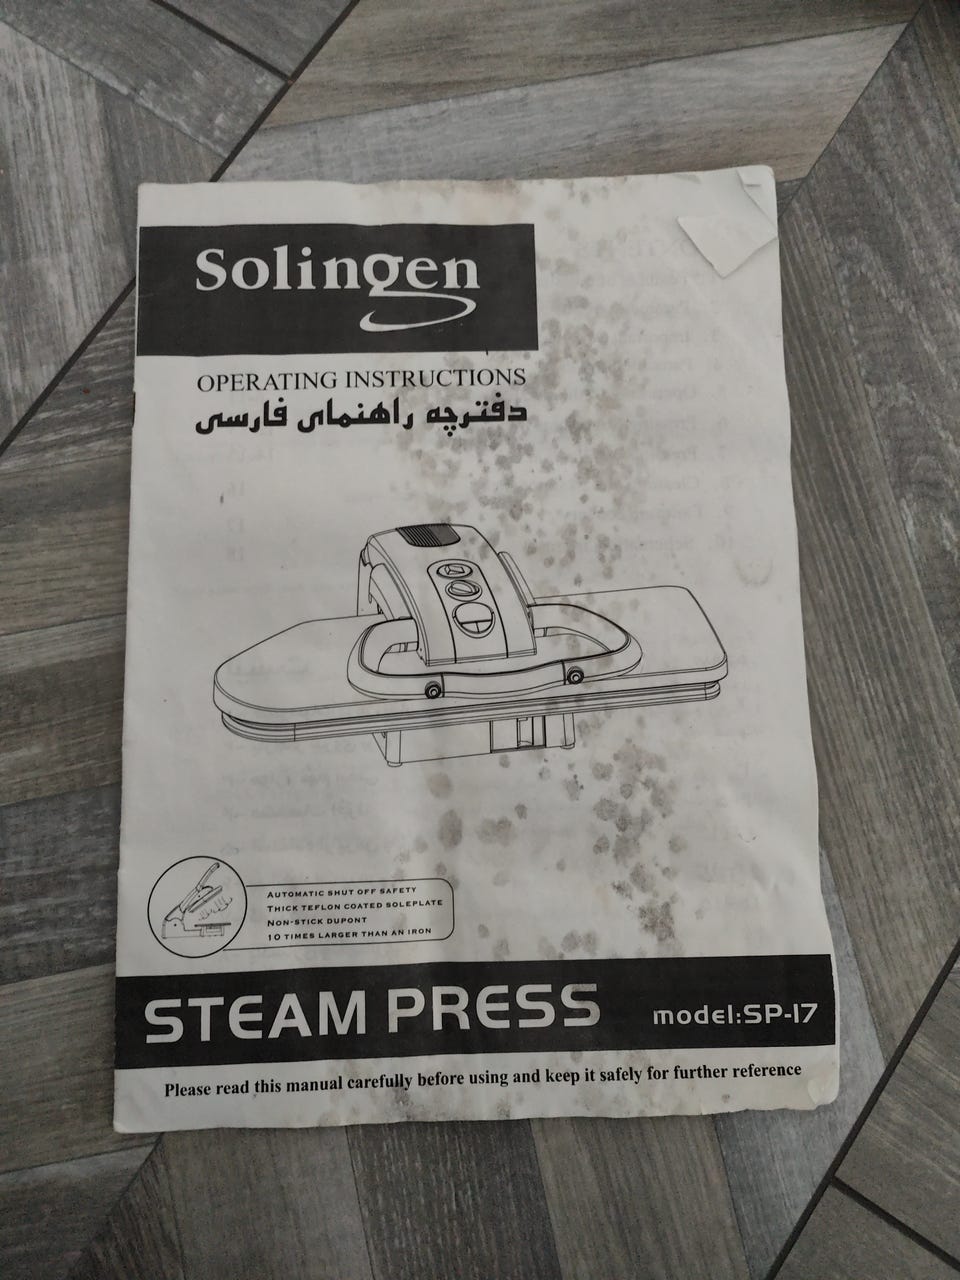 Solingen
OPERATING INSTRUCTIONS
دفترچه راهنمای فارسی
AUTOMATIC SHUT OFF SAFETY
THICK TEFLON COATED SOLEPLATE
NON-STICK DUPONT
10 TIMES LARGER THAN AN IRON
STEAM PRESS model:SP-17
Please read this manual carefully before using and keep it safely for further reference